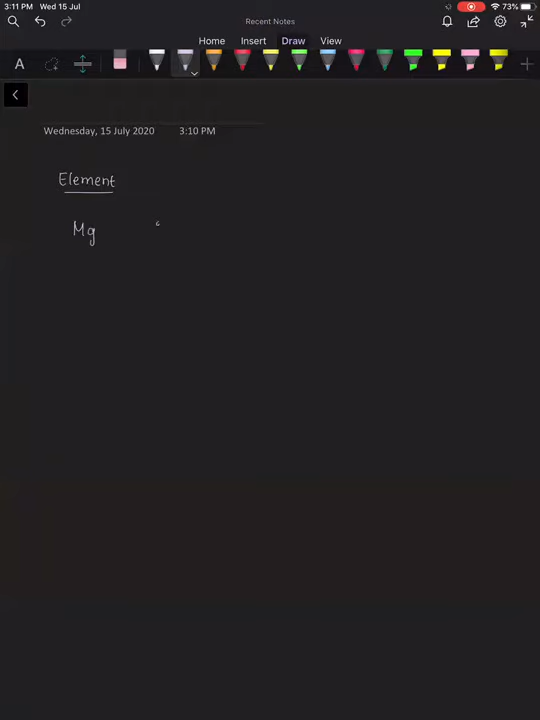 3:11 PM Wed 15 Jul 73%
Recent Notes
Home Insert Draw View
A
Wednesday, 15 July 2020 3:10 PM
Element
Mg